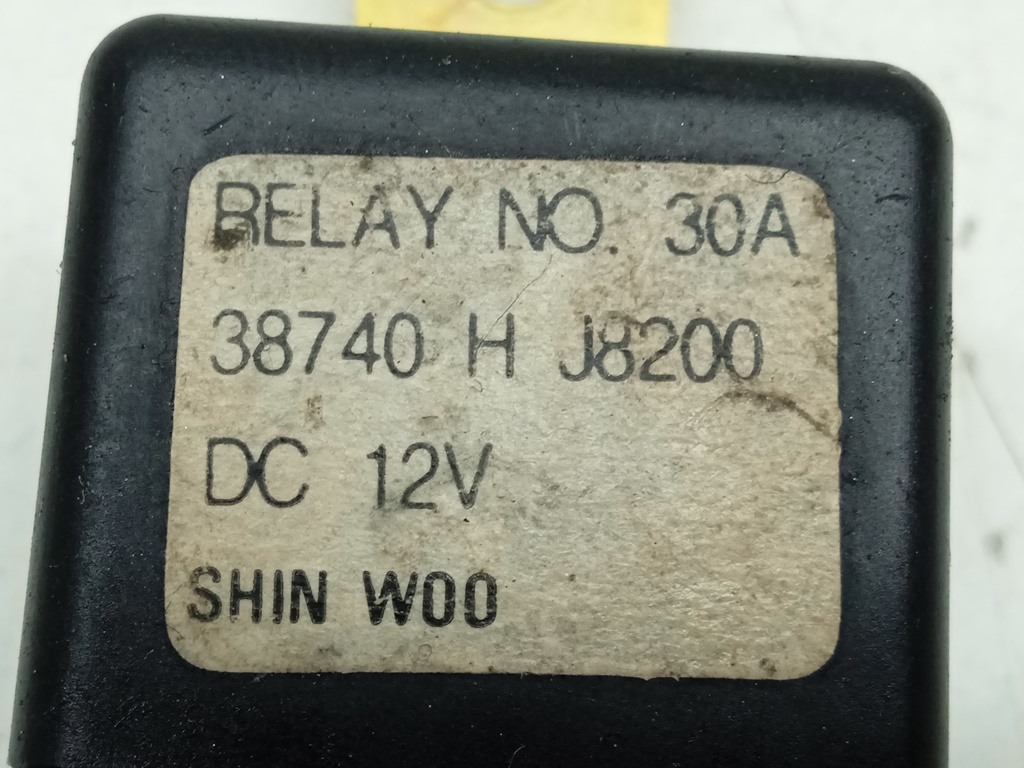 RELAY NO. 30A
38740 H J8200
DC 12V
SHIN WOO